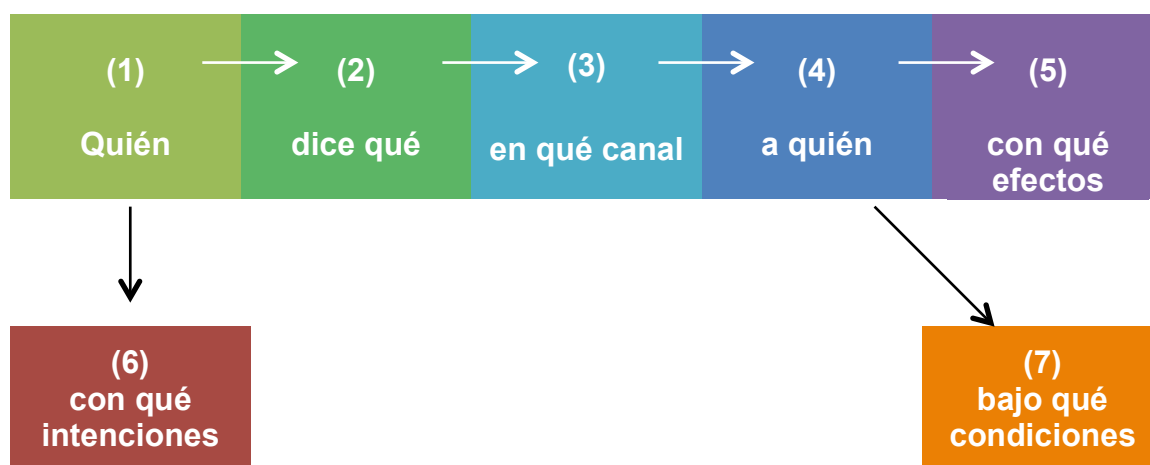 (1)
Quién
(2)
dice qué
(3)
en qué canal
(4)
a quién
(5)
con qué
efectos
(6)
con qué
intenciones
(7)
bajo qué
condiciones